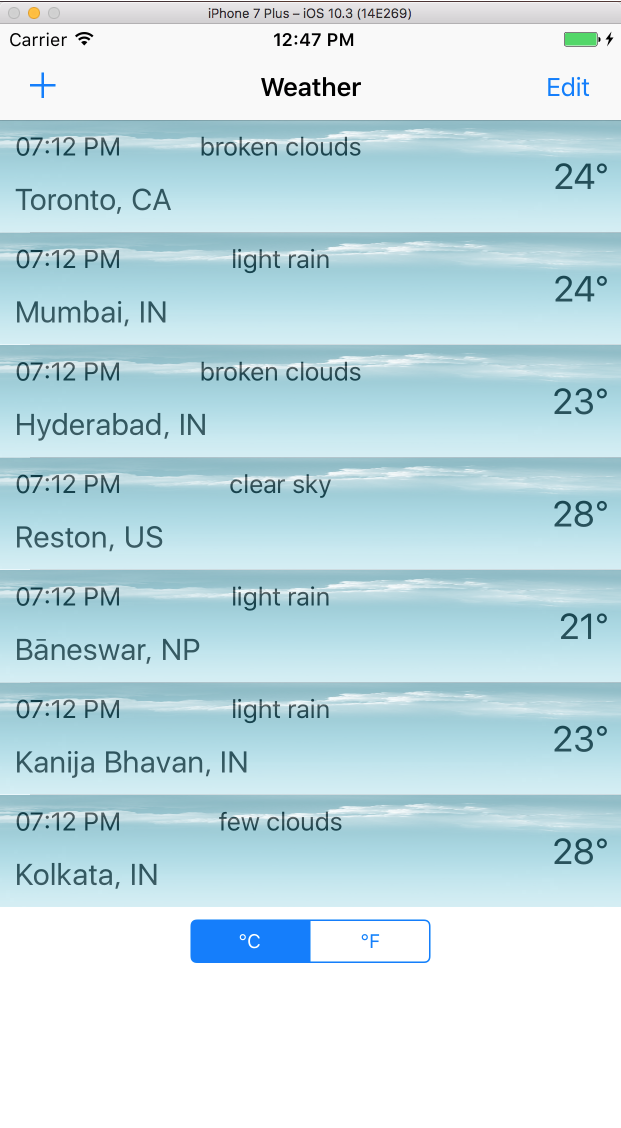 iPhone 7 Plus – iOS 10.3 (14E269)
Carrier 12:47 PM
+ Weather Edit
07:12 PM broken clouds
24°
Toronto, CA
07:12 PM light rain
24°
Mumbai, IN
07:12 PM broken clouds
23°
Hyderabad, IN
07:12 PM clear sky
28°
Reston, US
07:12 PM light rain
21°
Bāneswar, NP
07:12 PM light rain
23°
Kanija Bhavan, IN
07:12 PM few clouds
28°
Kolkata, IN
°C °F